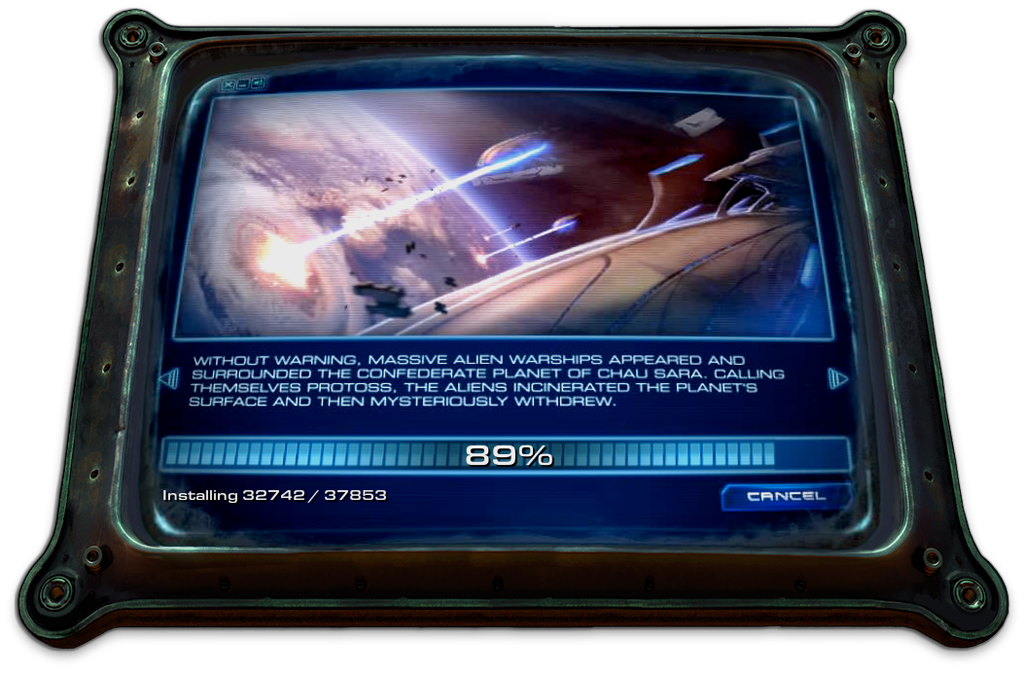 WITHOUT WARNING, MASSIVE ALIEN WARSHIPS APPEARED AND
SURROUNDED THE CONFEDERATE PLANET OF CHAU SARA. CALLING
THEMSELVES PROTOSS, THE ALIENS INCINERATED THE PLANET'S
SURFACE AND THEN MYSTERIOUSLY WITHDREW.
89%
Installing 32742 / 37853
CANCEL